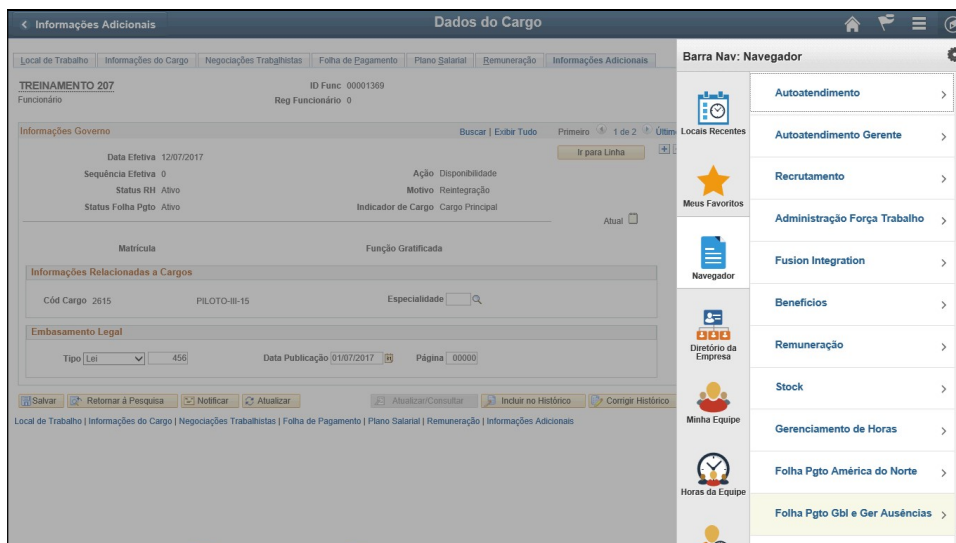 Informações Adicionais
Dados do Cargo
Local de Trabalho Informações do Cargo Negociações Trabalhistas Folha de Pagamento Plano Salarial Remuneração Informações Adicionais
TREINAMENTO 207 ID Func 00001369
Funcionário Reg Funcionário 0
Informações Governo Buscar | Exibir Tudo Primeiro 1 de 2
Ir para Linha
Data Efetiva 12/07/2017
Sequência Efetiva 0 Ação Disponibilidade
Status RH Ativo Motivo Reintegração
Status Folha Pgto Ativo Indicador de Cargo Cargo Principal
Atual
Matrícula Função Gratificada
Informações Relacionadas a Cargos
Cód Cargo 2615 PILOTO-III-15 Especialidade
Embasamento Legal
Tipo Lei 456 Data Publicação 01/07/2017 Página 00000
Salvar Retornar à Pesquisa Notificar Atualizar Atualizar/Consultar Incluir no Histórico Corrigir Histórico
Local de Trabalho | Informações do Cargo | Negociações Trabalhistas | Folha de Pagamento | Plano Salarial | Remuneração | Informações Adicionais
Barra Nav: Navegador
Locais Recentes
Meus Favoritos
Navegador
Diretório da
Empresa
Minha Equipe
Horas da Equipe
Autoatendimento
Autoatendimento Gerente
Recrutamento
Administração Força Trabalho
Fusion Integration
Benefícios
Remuneração
Stock
Gerenciamento de Horas
Folha Pgto América do Norte
Folha Pgto Gbl e Ger Ausências